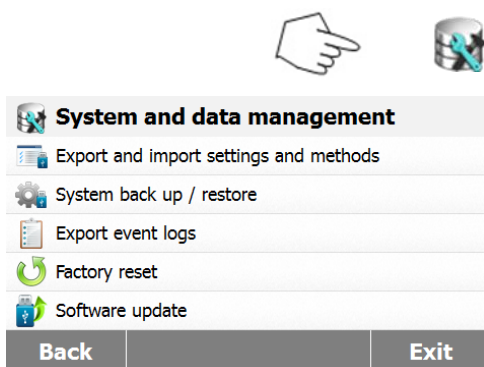 System and data management
Export and import settings and methods
System back up / restore
Export event logs
Factory reset
Software update
Back
Exit